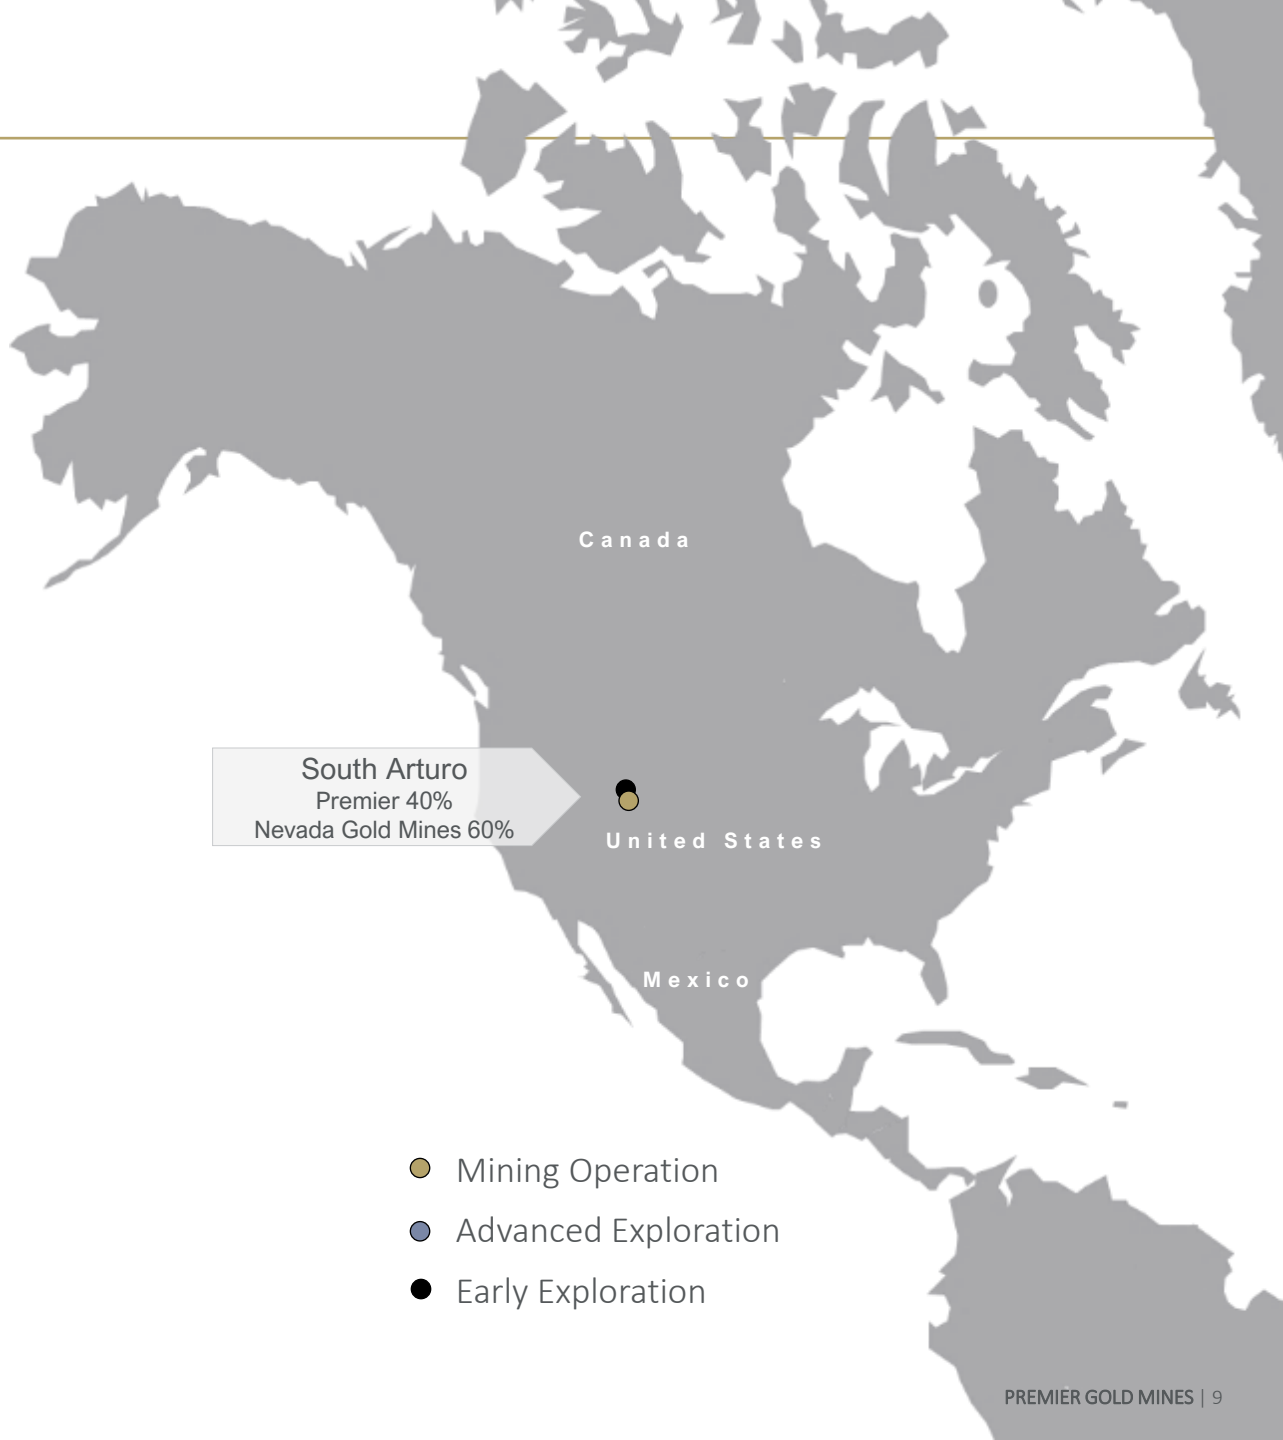 Canada
South Arturo
Premier 40%
Nevada Gold Mines 60%
United States
Mexico
Mining Operation
Advanced Exploration
Early Exploration
PREMIER GOLD MINES | 9